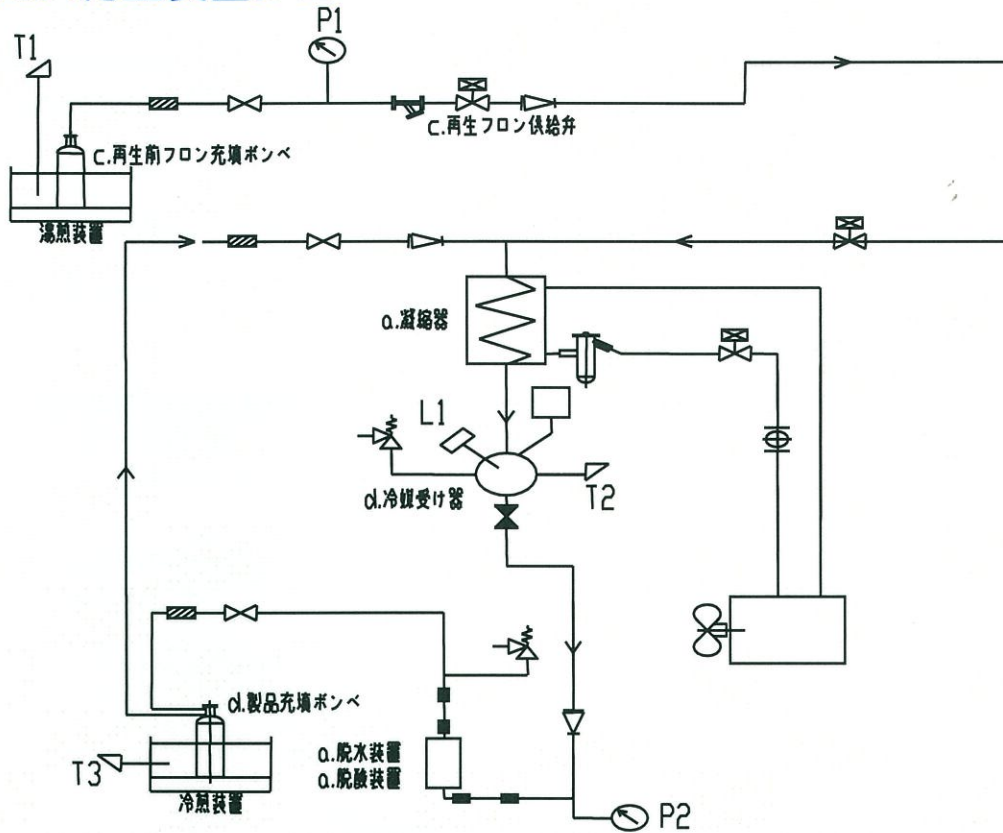 P1
T1
c.再生フロン供給弁
c.再生前フロン充填ボンベ
湯煎装置
a.凝縮器
L1
d.冷媒受け器
T2
d.製品充填ボンベ
a.脱水装置
a.脱酸装置
T3
冷煎装置
P2